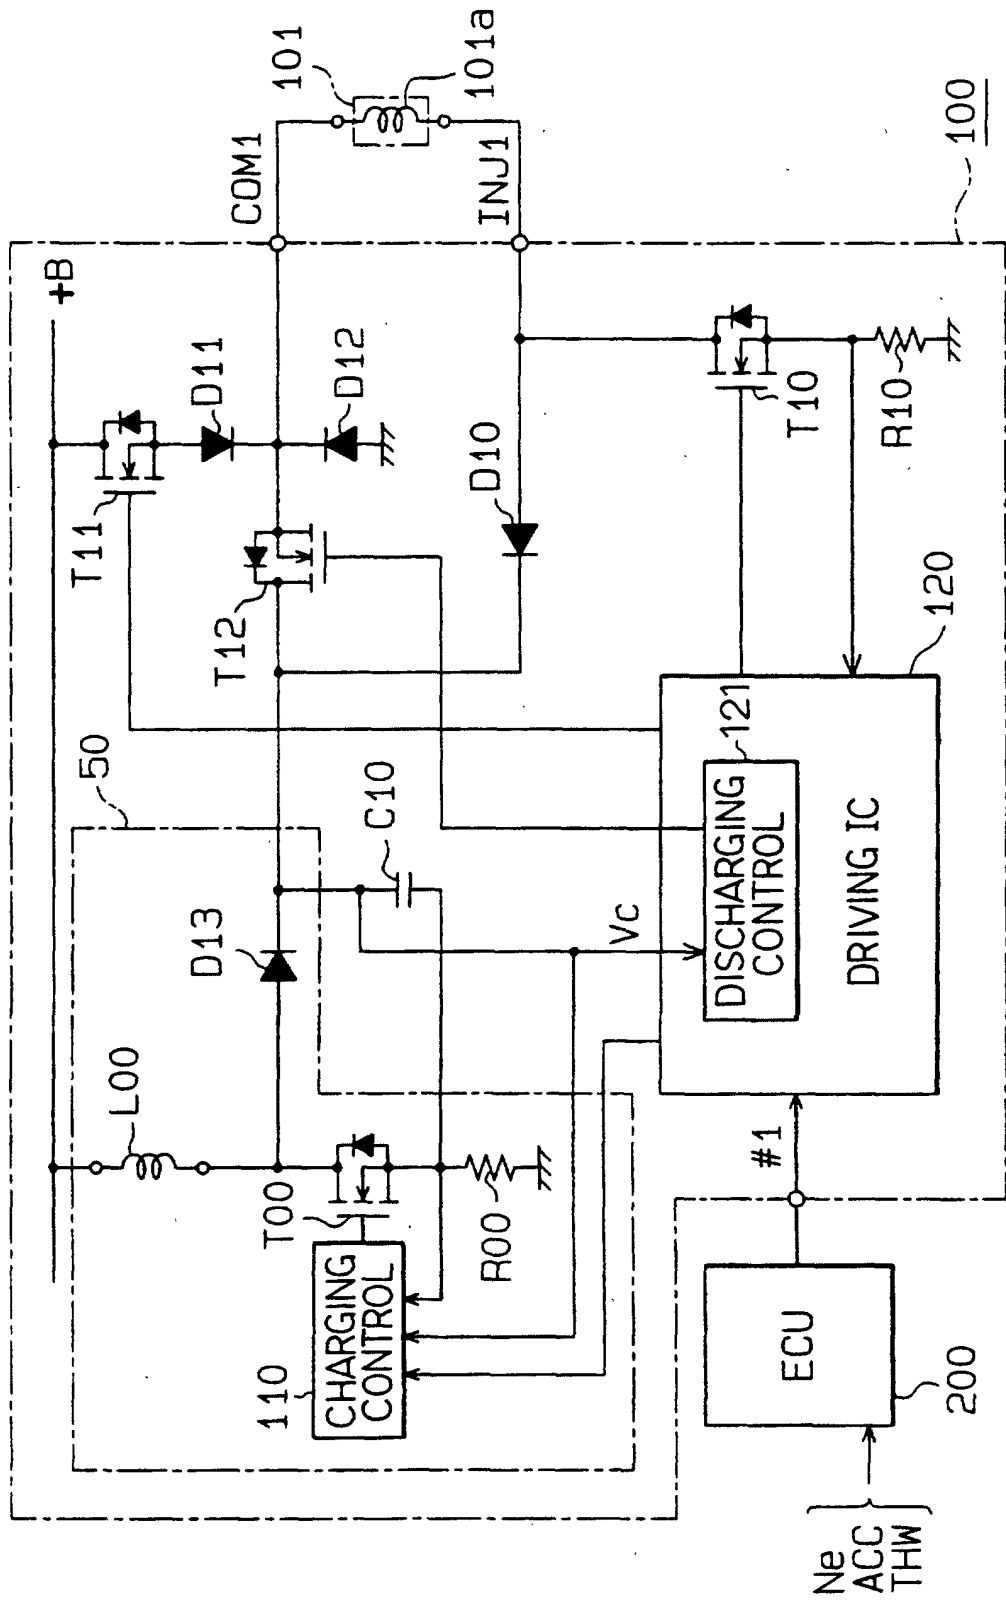 101
101a
COM1
INJ1
100
+B
T11
D11
D12
T12
D10
T10
R10
50
L00
D13
C10
Vc
T00
R00
110
CHARGING
CONTROL
DISCHARGING
CONTROL
121
DRIVING IC
120
#1
ECU
200
Ne
ACC
THW